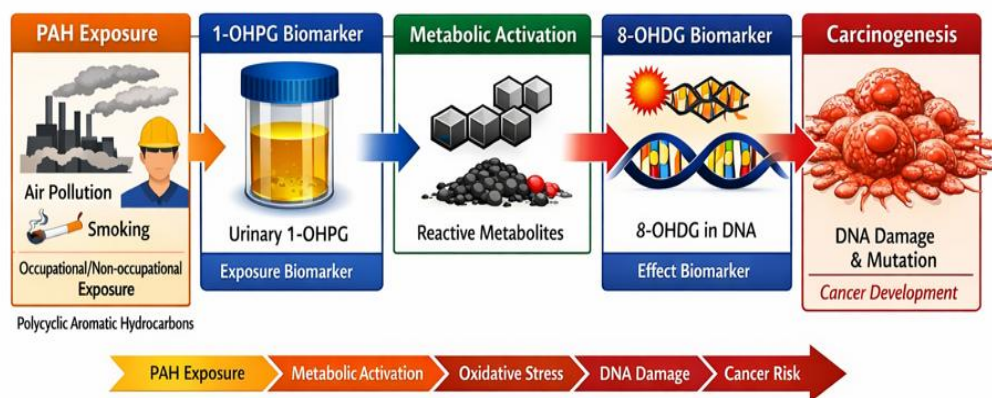 PAH Exposure
Air Pollution
Smoking
Occupational/Non-occupational
Exposure
Polycyclic Aromatic Hydrocarbons
1-OHPG Biomarker
Urinary 1-OHPG
Exposure Biomarker
Metabolic Activation
Reactive Metabolites
8-OHDG Biomarker
8-OHDG in DNA
Effect Biomarker
Carcinogenesis
DNA Damage
& Mutation
Cancer Development
PAH Exposure
Metabolic Activation
Oxidative Stress
DNA Damage
Cancer Risk